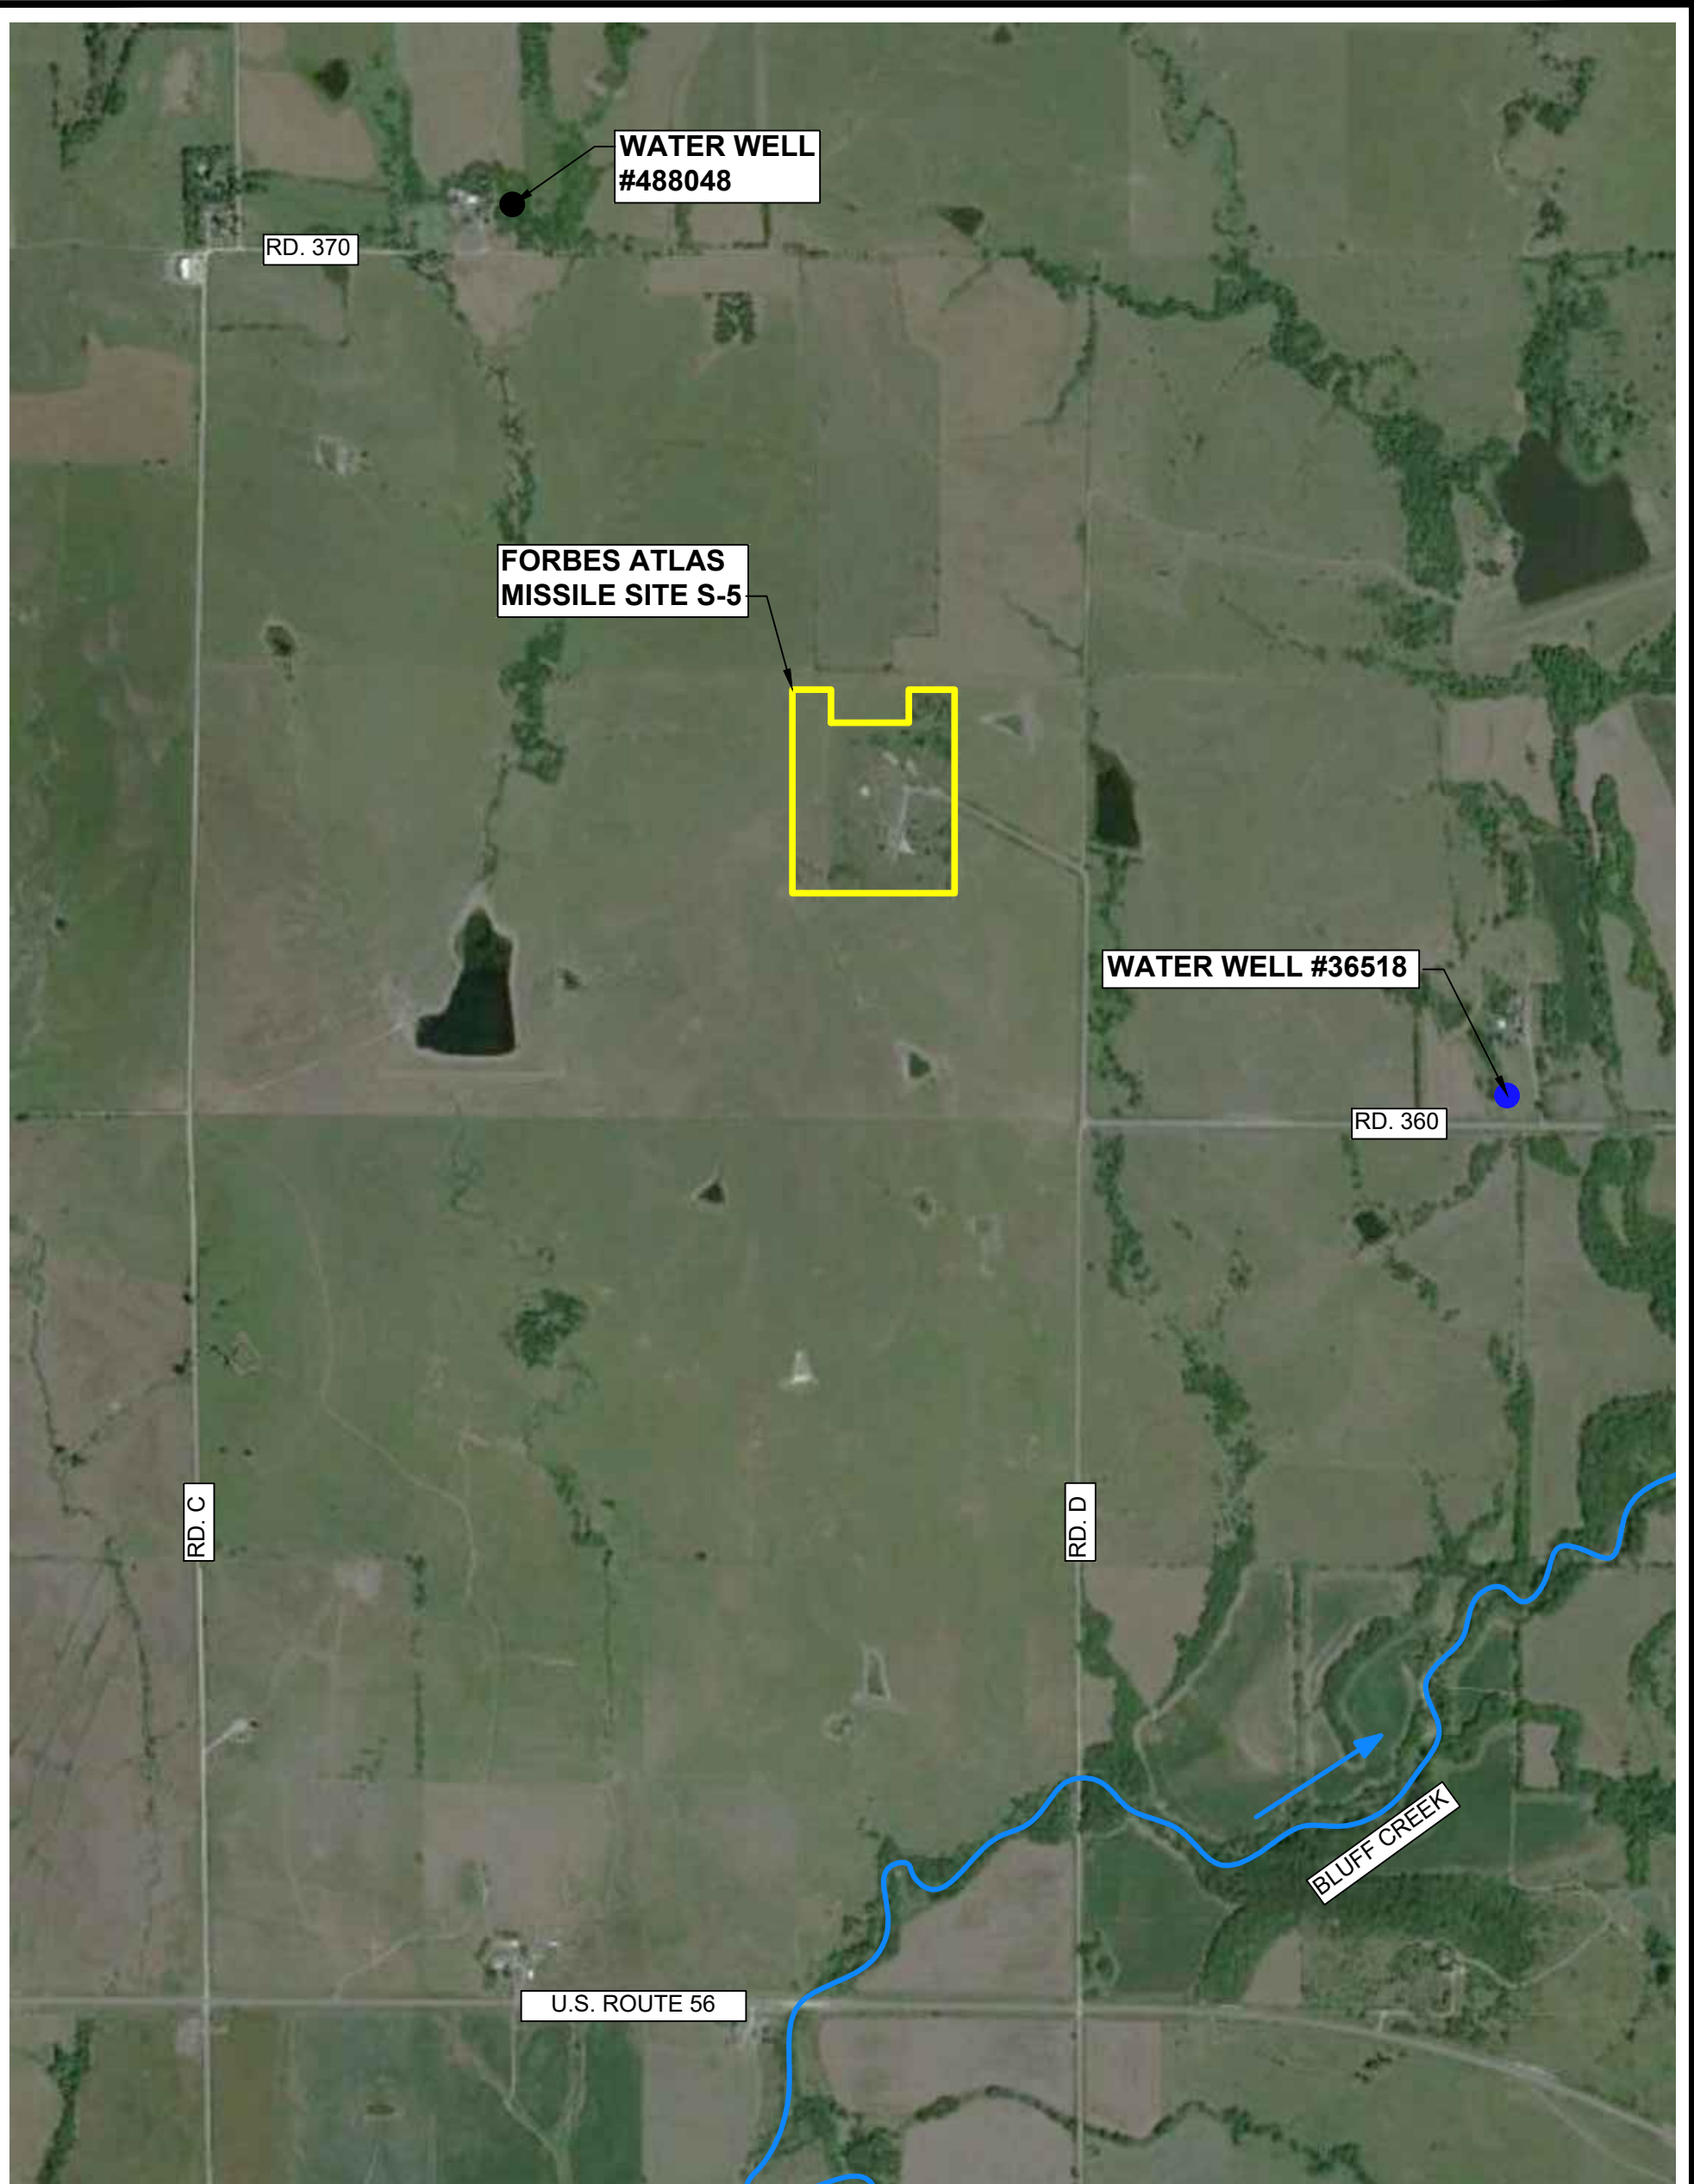 WATER WELL
#488048
RD. 370
FORBES ATLAS
MISSILE SITE S-5
WATER WELL #36518
RD. 360
RD. C
RD. D
BLUFF CREEK
U.S. ROUTE 56